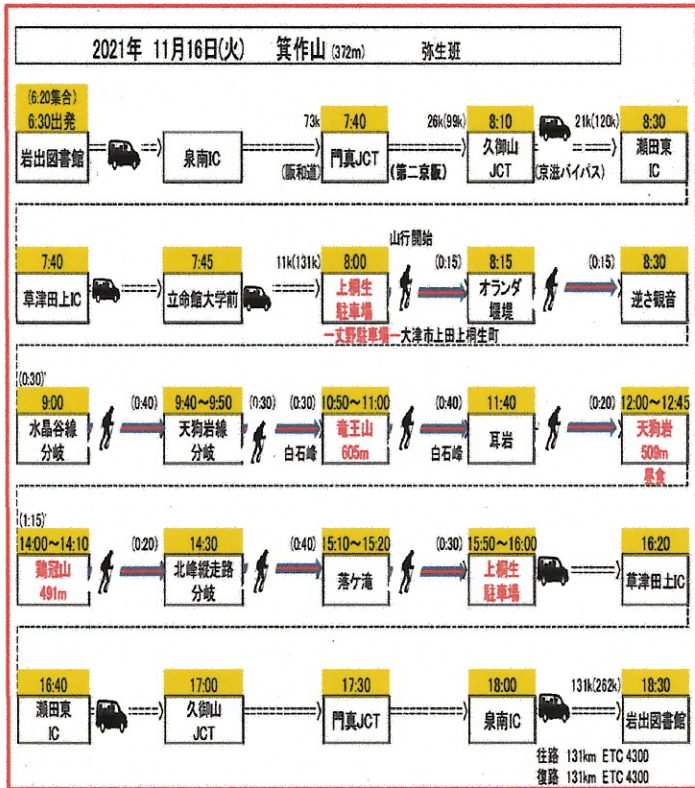 2021年 11月16日(火) 箕作山 (372m) 弥生班
(6:20集合)
6:30出発
岩出図書館
泉南IC
73k
(阪和道)
7:40
門真JCT
26k(99k)
(第二京阪)
8:10
久御山
JCT
21k(120k)
(京滋バイパス)
8:30
瀬田東
IC
7:40
草津田上IC
7:45
立命館大学前
11k(131k)
8:00
上桐生
駐車場
山行開始
(0:15)
8:15
オランダ
堰堤
(0:15)
8:30
逆さ観音
一丈野駐車場ー大津市上田上桐生町
(0:30)
9:00
水晶谷線
分岐
(0:40)
9:40~9:50
天狗岩線
分岐
(0:30)
(0:30)
白石峰
10:50~11:00
竜王山
605m
(0:40)
白石峰
11:40
耳岩
(0:20)
12:00~12:45
天狗岩
509m
昼食
(1:15)
14:00~14:10
鶏冠山
491m
(0:20)
14:30
北峰縦走路
分岐
(0:40)
15:10~15:20
落ケ滝
(0:30)
15:50~16:00
上桐生
駐車場
16:20
草津田上IC
16:40
瀬田東
IC
17:00
久御山
JCT
17:30
門真JCT
18:00
泉南IC
131k(262k)
18:30
岩出図書館
往路 131km ETC 4300
復路 131km ETC 4300